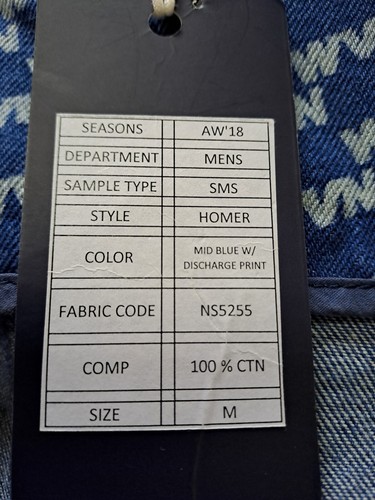 SEASONS AW'18
DEPARTMENT MENS
SAMPLE TYPE SMS
STYLE HOMER
COLOR MID BLUE W/
DISCHARGE PRINT
FABRIC CODE NS5255
COMP 100 % CTN
SIZE M